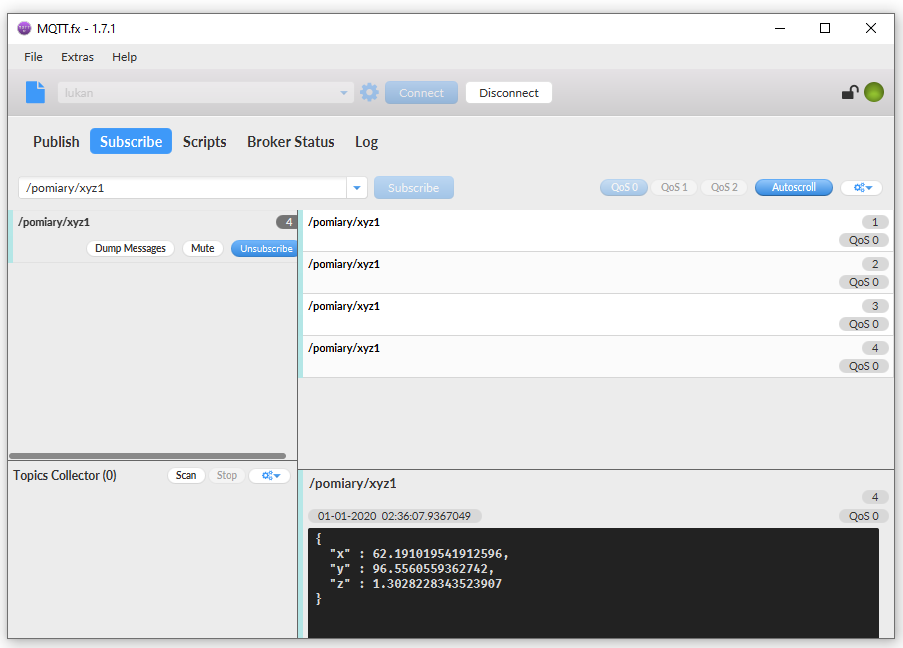 MQTT.fx - 1.7.1
File Extras Help
lukan Connect Disconnect
Publish Subscribe Scripts Broker Status Log
/pomiary/xyz1 Subscribe QoS 0 QoS 1 QoS 2 Autoscroll
/pomiary/xyz1 4
Dump Messages Mute Unsubscribe
/pomiary/xyz1 1
QoS 0
/pomiary/xyz1 2
QoS 0
/pomiary/xyz1 3
QoS 0
/pomiary/xyz1 4
QoS 0
Topics Collector (0) Scan Stop
/pomiary/xyz1
4
01-01-2020 02:36:07.9367049 QoS 0
{
"x" : 62.191019541912596,
"y" : 96.5560559362742,
"z" : 1.3028228343523907
}